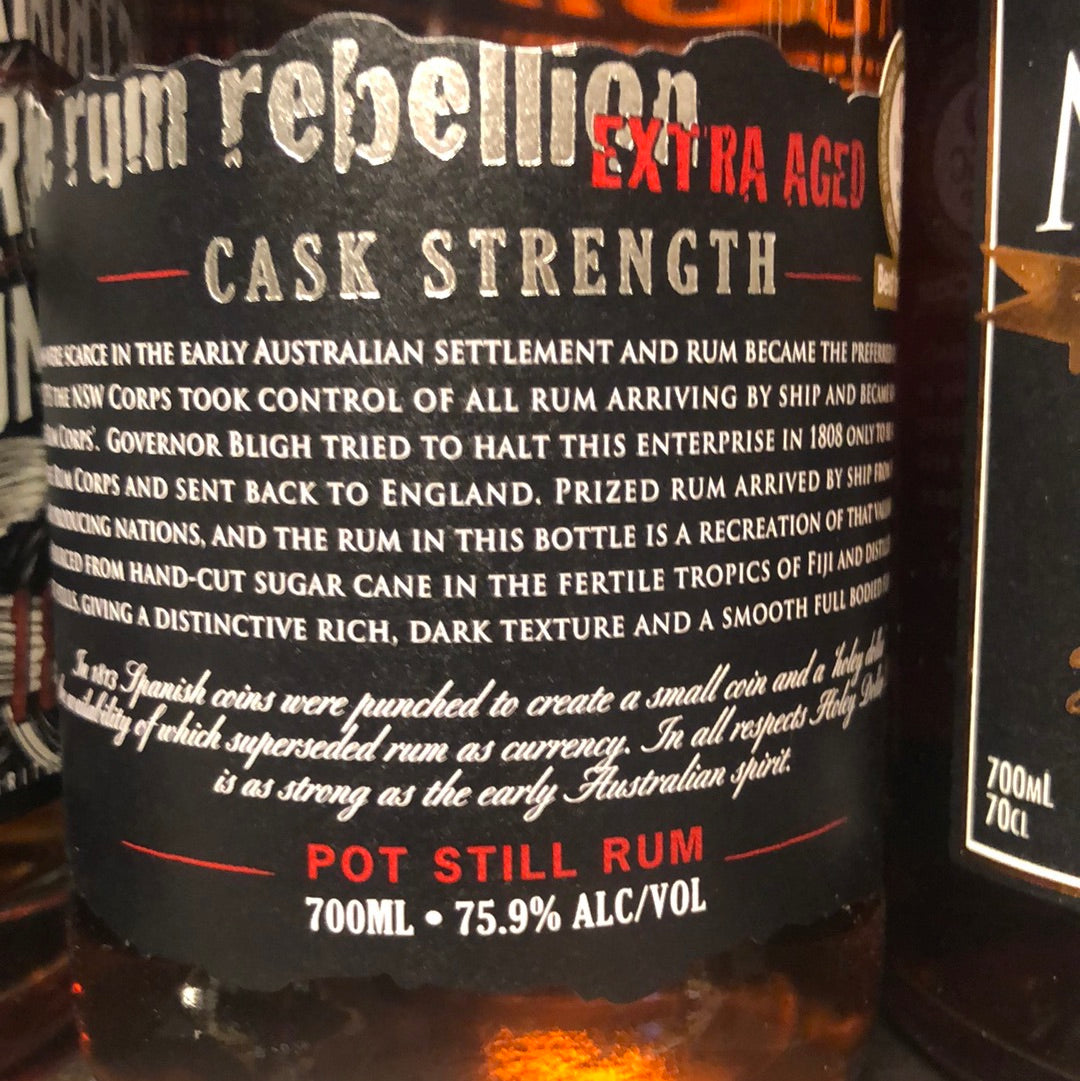 rum rebellion
EXTRA AGED
CASK STRENGTH
SCARCE IN THE EARLY AUSTRALIAN SETTLEMENT AND RUM BECAME THE PREFERRED
THE NSW CORPS TOOK CONTROL OF ALL RUM ARRIVING BY SHIP AND BECAME
CORPS'. GOVERNOR BLIGH TRIED TO HALT THIS ENTERPRISE IN 1808 ONLY TO
RUM CORPS AND SENT BACK TO ENGLAND. PRIZED RUM ARRIVED BY SHIP FROM
NATIONS, AND THE RUM IN THIS BOTTLE IS A RECREATION OF THAT
FROM HAND-CUT SUGAR CANE IN THE FERTILE TROPICS OF FIJI AND
GIVING A DISTINCTIVE RICH, DARK TEXTURE AND A SMOOTH FULL BODIED
In 1813 Spanish coins were punched to create a small coin and a 'holey
of which superseded rum as currency. In all respects Holey
is as strong as the early Australian spirit.
POT STILL RUM
700ML • 75.9% ALC/VOL
700ML
70CL